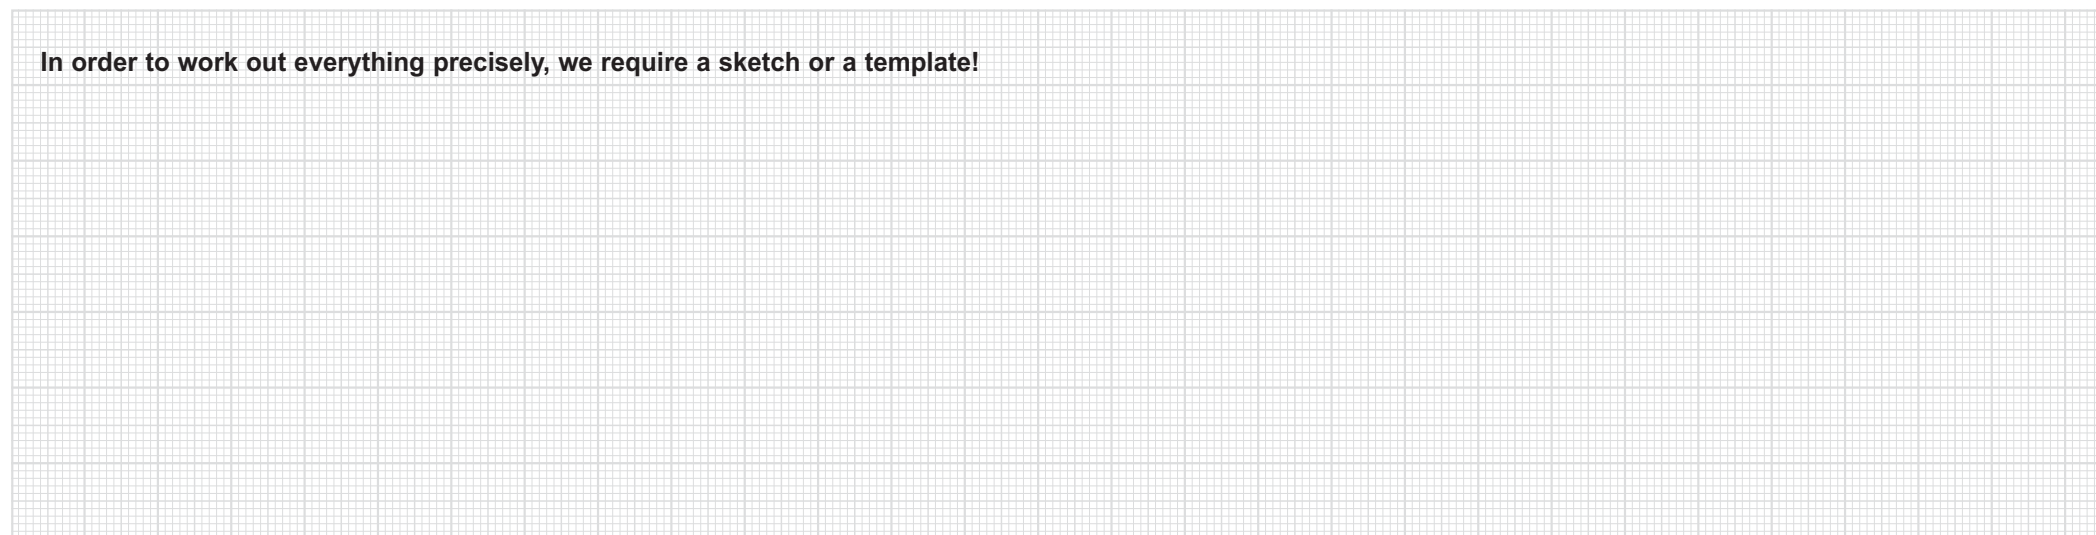 In order to work out everything precisely, we require a sketch or a template!